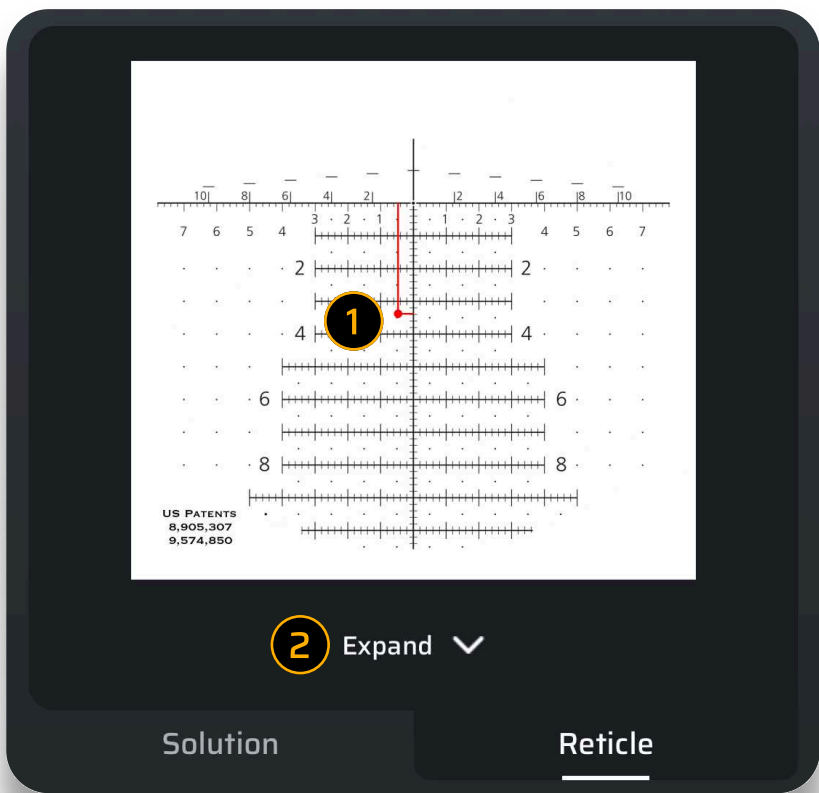 10 8 6 4 2 2 4 6 8 10
3 2 1 1 2 3
7 6 5 4 4 5 6 7
2 2
1
4 4
6 6
8 8
US PATENTS
8,905,307
9,574,850
2 Expand
Solution Reticle